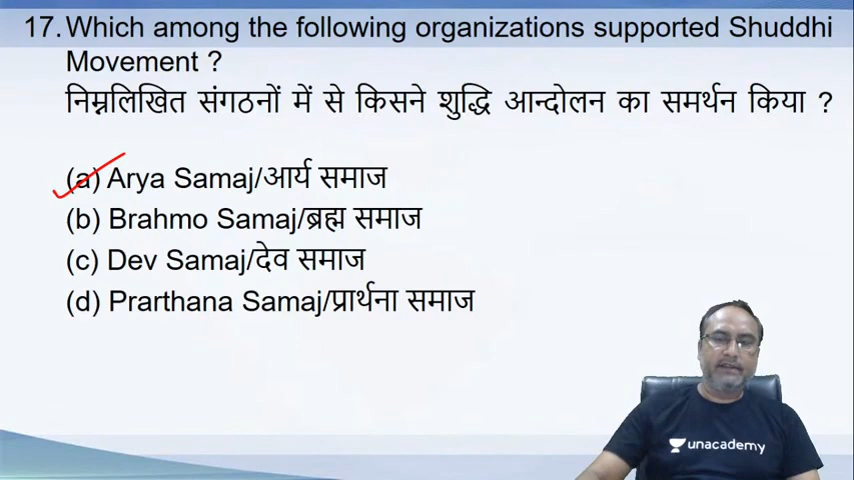 17. Which among the following organizations supported Shuddhi
Movement ?
निम्नलिखित संगठनों में से किसने शुद्धि आन्दोलन का समर्थन किया ?
(a) Arya Samaj/आर्य समाज
(b) Brahmo Samaj/ब्रह्म समाज
(c) Dev Samaj/देव समाज
(d) Prarthana Samaj/प्रार्थना समाज
unacademy